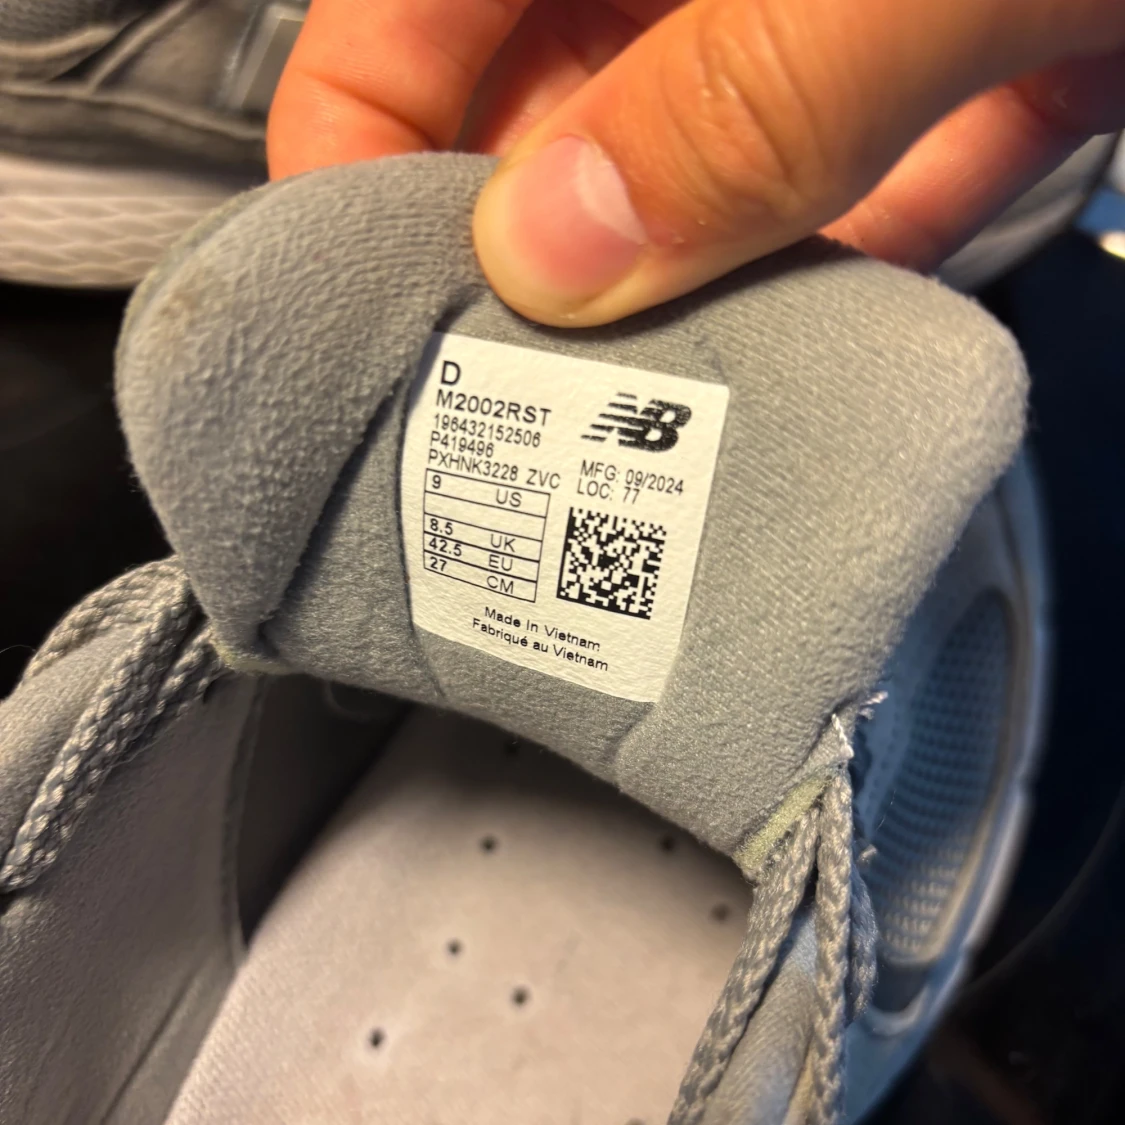 D
M2002RST
196432152506
P419496
PXHNK3228 ZVC
NB
MFG: 09/2024
LOC: 77
9 US
8.5 UK
42.5 EU
27 CM
Made In Vietnam
Fabriqué au Vietnam